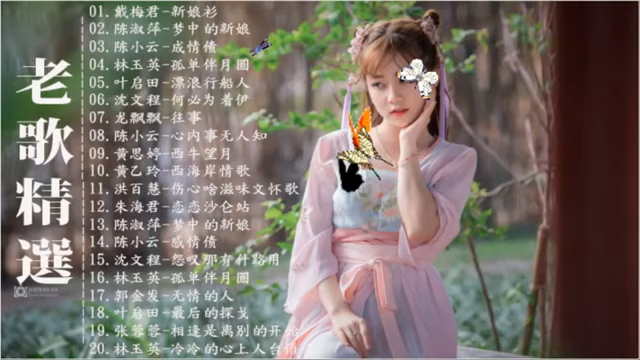 老歌精選
01. 戴梅君-新娘衫
02. 陈淑萍-梦中的新娘
03. 陈小云-感情债
04. 林玉英-孤单伴月圆
05. 叶启田-漂浪行船人
06. 沈文程-何必为着伊
07. 龙飘飘-往事
08. 陈小云-心内事无人知
09. 黄思婷-西牛望月
10. 黄乙玲-西海岸情歌
11. 洪百慧-伤心啥滋味文怀歌
12. 朱海君-恋恋沙仑站
13. 陈淑萍-梦中的新娘
14. 陈小云-感情债
15. 沈文程-怨叹那有什路用
16. 林玉英-孤单伴月圆
17. 郭金发-无情的人
18. 叶启田-最后的探戈
19. 张蓉蓉-相逢是离别的开始
20. 林玉英-冷冷的心上人台语